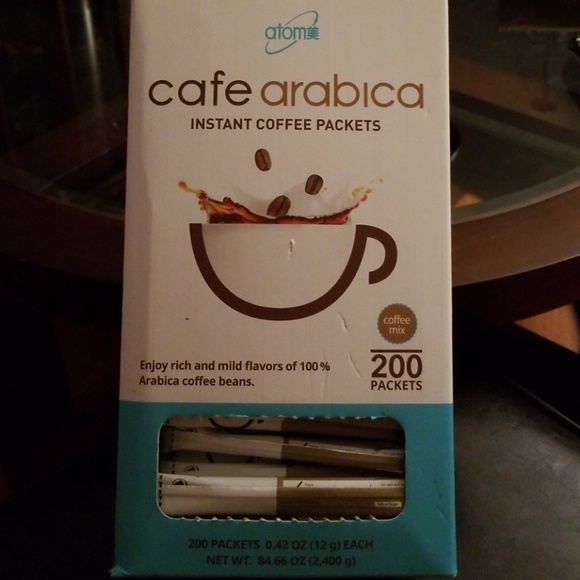 atom美
cafe arabica
INSTANT COFFEE PACKETS
coffee
mix
200
PACKETS
Enjoy rich and mild flavors of 100%
Arabica coffee beans.
200 PACKETS 0.42 OZ (12 g) EACH
NET WT. 84.66 OZ (2,400 g)